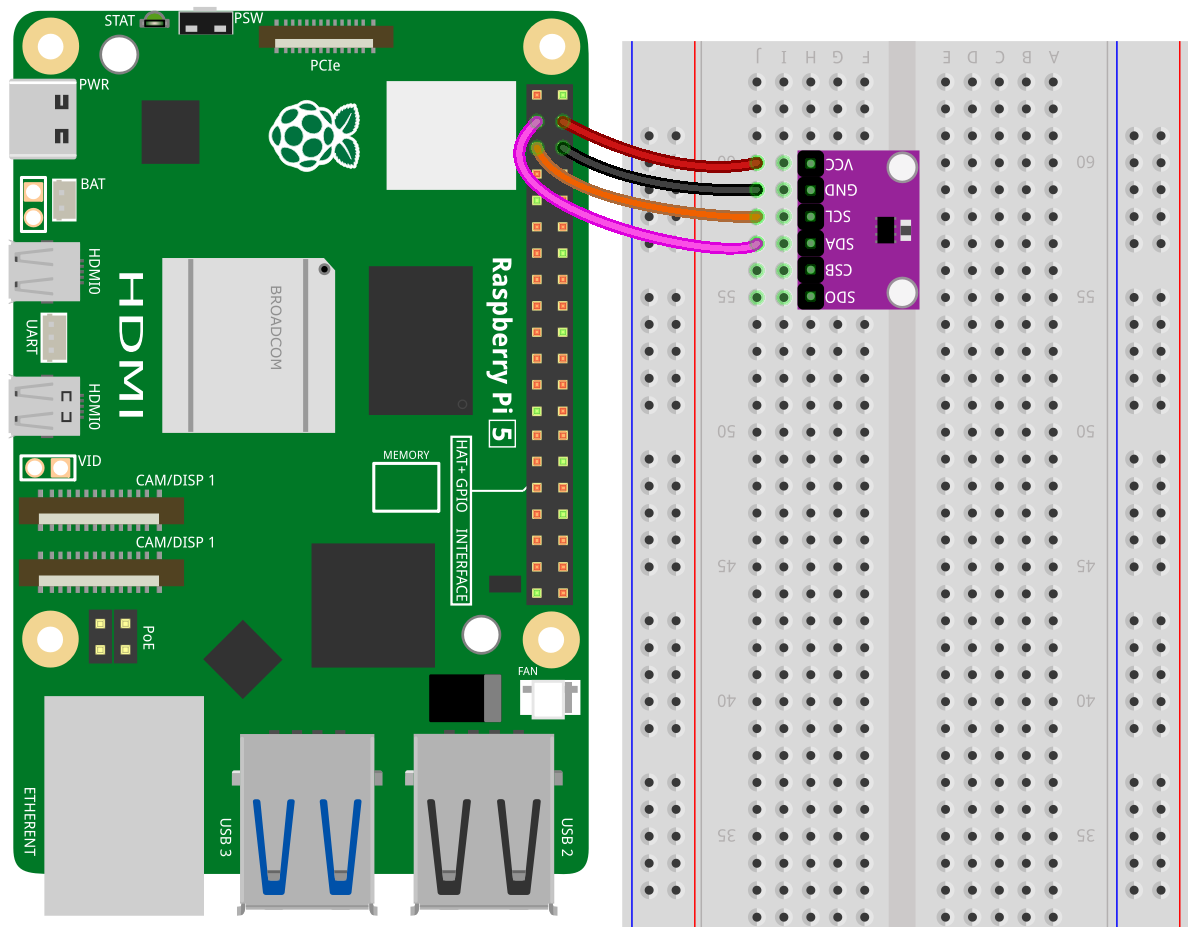 STAT
PSW
PCIe
PWR
BAT
HDMI0
HDMI
UART
HDMI0
BROADCOM
Raspberry Pi 5
VID
MEMORY
HAT+ GPIO INTERFACE
CAM/DISP 1
CAM/DISP 1
PoE
FAN
ETHERENT
USB 3
USB 2
J I H G F E D C B A
60 60
VCC
GND
SCL
SDA
CSB
SDO
55 55
50 50
45 45
40 40
35 35